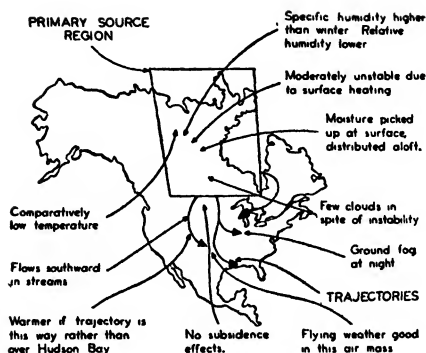 PRIMARY SOURCE
REGION
Specific humidity higher
than winter Relative
humidity lower
Moderately unstable due
to surface heating
Moisture picked
up at surface,
distributed aloft.
Few clouds in
spite of instability
Ground fog
at night
TRAJECTORIES
Comparatively
low temperature
Flows southward
in streams
Warmer if trajectory is
this way rather than
over Hudson Bay
No subsidence
effects.
Flying weather good
in this air mass